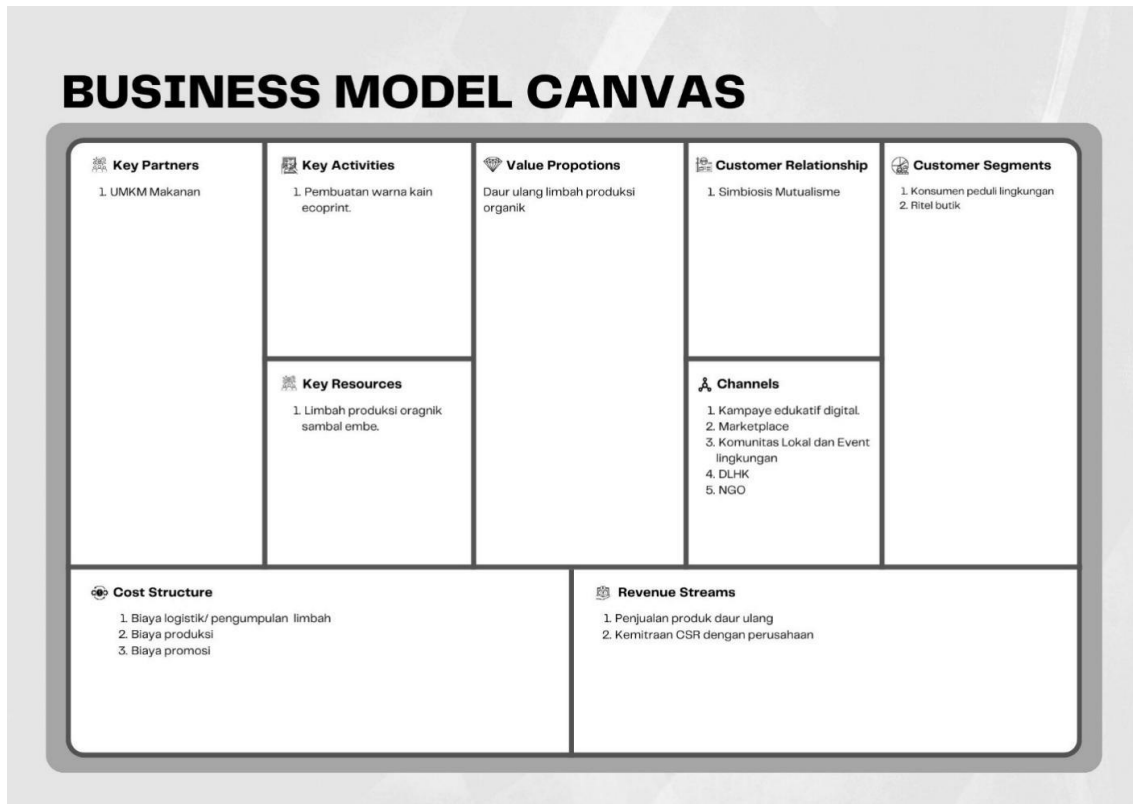 BUSINESS MODEL CANVAS
Key Partners
1. UMKM Makanan
Key Activities
1. Pembuatan warna kain
ecoprint.
Key Resources
1. Limbah produksi oragnik
sambal embe.
Value Propotions
Daur ulang limbah produksi
organik
Customer Relationship
1. Simbiosis Mutualisme
Channels
1. Kampaye edukatif digital.
2. Marketplace
3. Komunitas Lokal dan Event
lingkungan
4. DLHK
5. NGO
Customer Segments
1. Konsumen peduli lingkungan
2. Ritel butik
Cost Structure
1. Biaya logistik/ pengumpulan limbah
2. Biaya produksi
3. Biaya promosi
Revenue Streams
1. Penjualan produk daur ulang
2. Kemitraan CSR dengan perusahaan